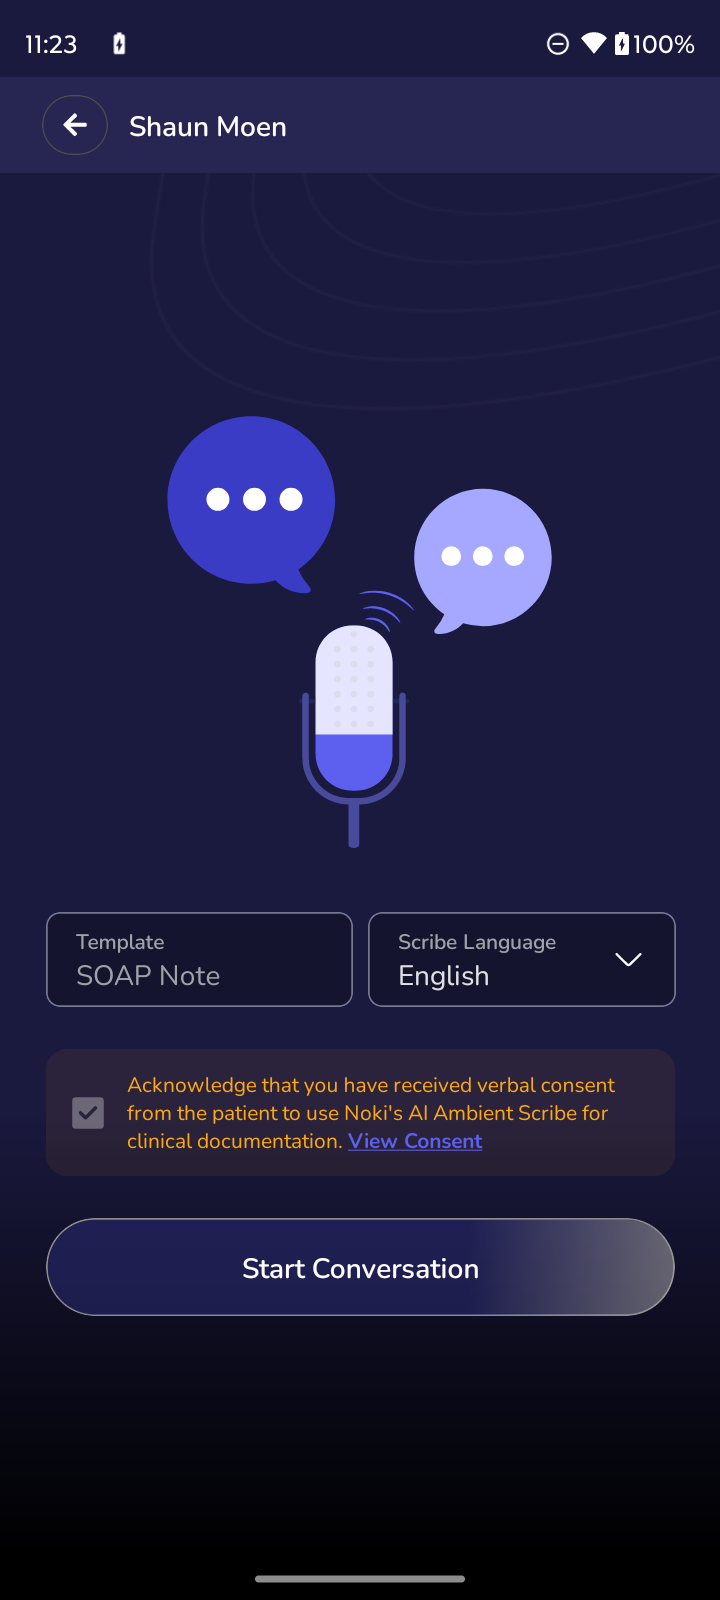 11:23
100%
Shaun Moen
Template
SOAP Note
Scribe Language
English
Acknowledge that you have received verbal consent
from the patient to use Noki's AI Ambient Scribe for
clinical documentation. View Consent
Start Conversation